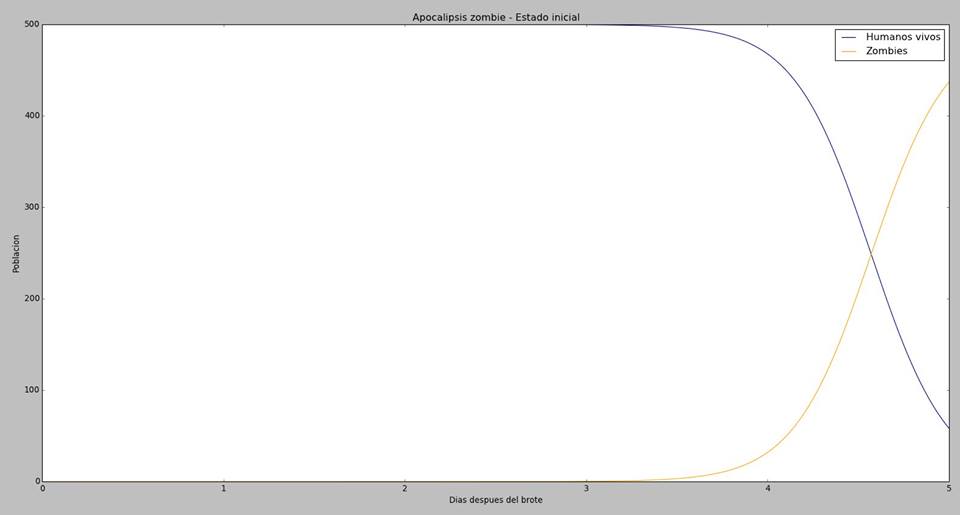 Apocalipsis zombie - Estado inicial
500
Humanos vivos
Zombies
400
300
Poblacion
200
100
0
0 1 2 3 4 5
Dias despues del brote